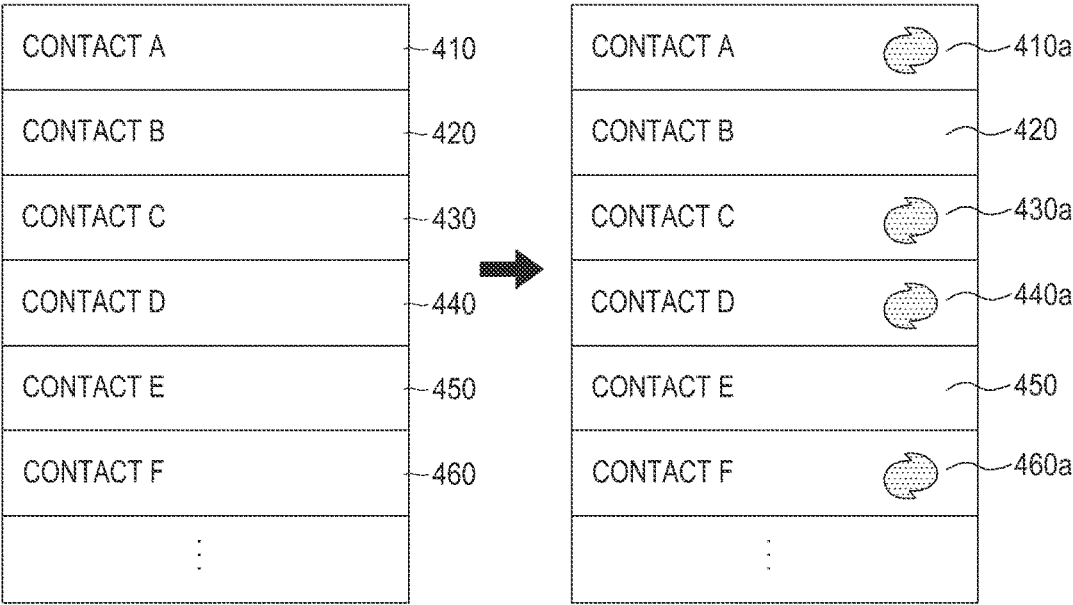 CONTACT A 410
CONTACT B 420
CONTACT C 430
CONTACT D 440
CONTACT E 450
CONTACT F 460
⋮
CONTACT A 410a
CONTACT B 420
CONTACT C 430a
CONTACT D 440a
CONTACT E 450
CONTACT F 460a
⋮